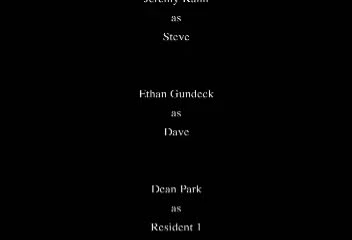 as
Steve
Ethan Gundeck
as
Dave
Dean Park
as
Resident 1